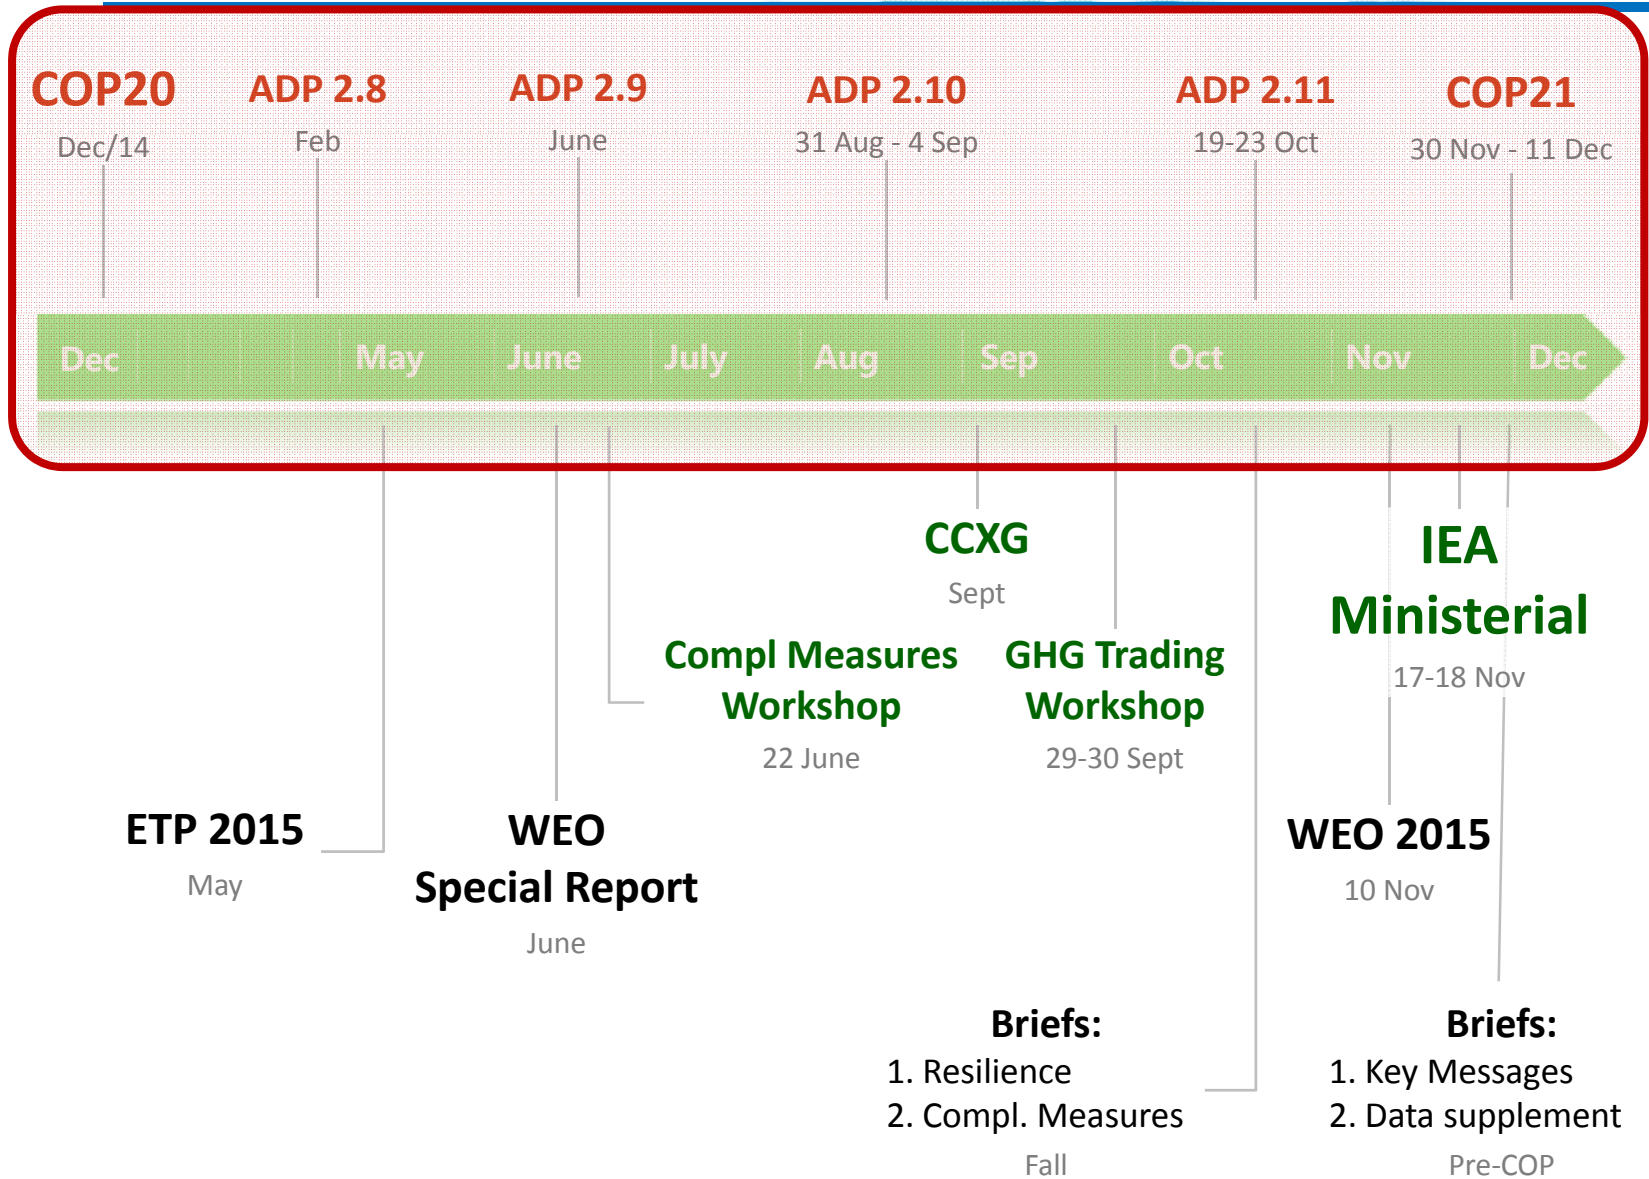 COP20
Dec/14
ADP 2.8
Feb
ADP 2.9
June
ADP 2.10
31 Aug - 4 Sep
ADP 2.11
19-23 Oct
COP21
30 Nov - 11 Dec
Dec
May
June
July
Aug
Sep
Oct
Nov
Dec
CCXG
Sept
IEA
Ministerial
17-18 Nov
Compl Measures
Workshop
22 June
GHG Trading
Workshop
29-30 Sept
ETP 2015
May
WEO
Special Report
June
WEO 2015
10 Nov
Briefs:
1. Resilience
2. Compl. Measures
Fall
Briefs:
1. Key Messages
2. Data supplement
Pre-COP